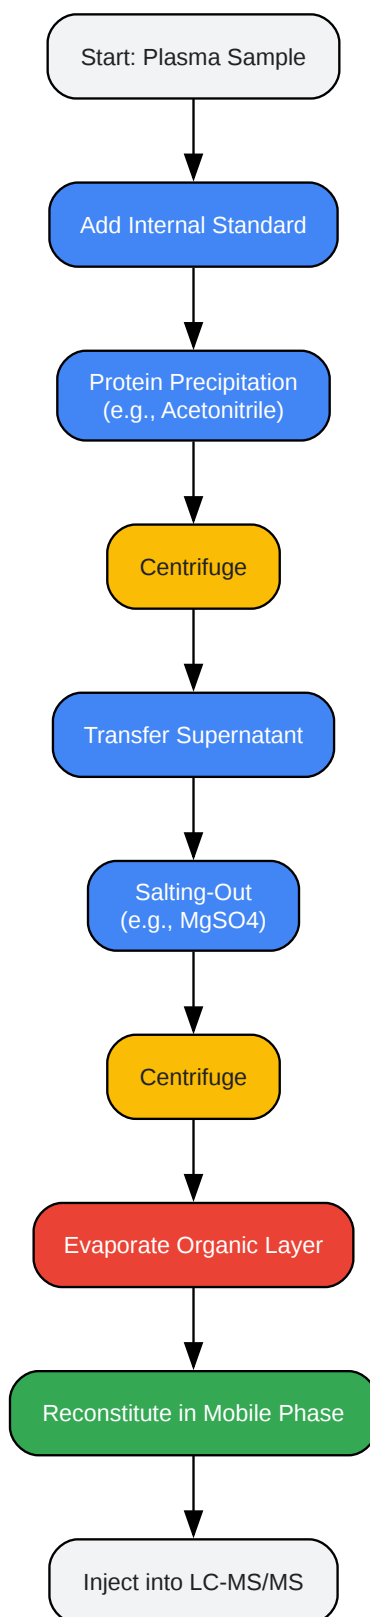 Start: Plasma Sample
Add Internal Standard
Protein Precipitation
(e.g., Acetonitrile)
Centrifuge
Transfer Supernatant
Salting-Out
(e.g., MgSO4)
Centrifuge
Evaporate Organic Layer
Reconstitute in Mobile Phase
Inject into LC-MS/MS